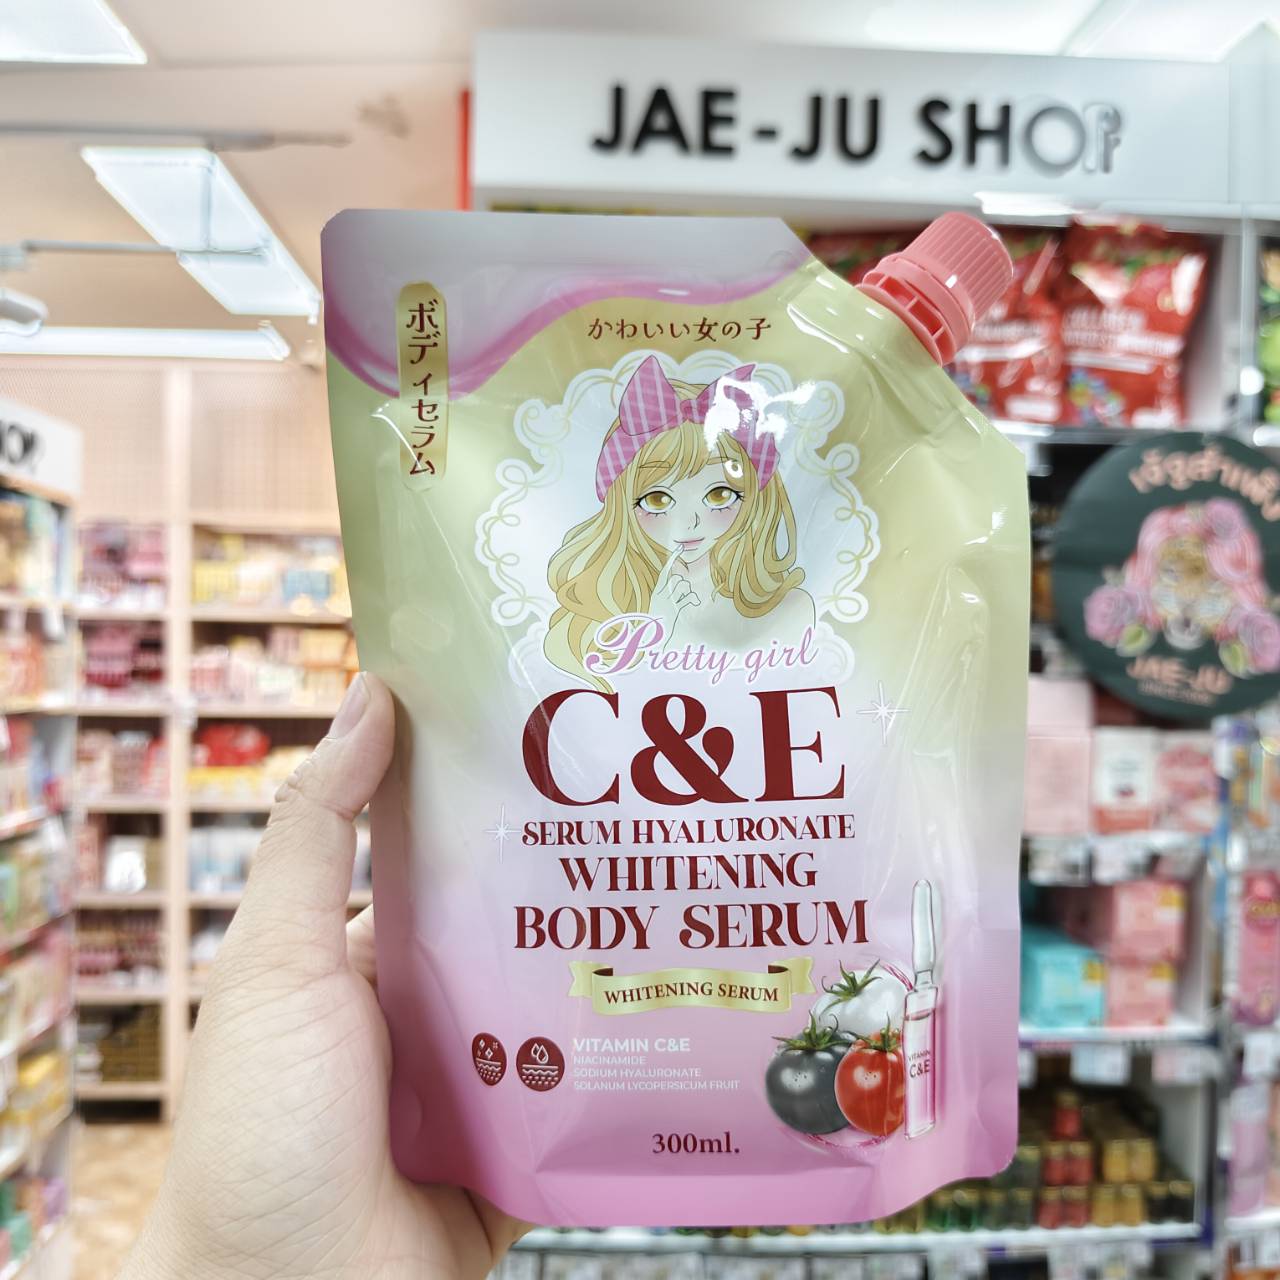 JAE-JU SHOP
ボディセラム
かわいい女の子
Pretty girl
C&E
SERUM HYALURONATE
WHITENING
BODY SERUM
WHITENING SERUM
VITAMIN C&E
NIACINAMIDE
SODIUM HYALURONATE
SOLANUM LYCOPERSICUM FRUIT
VITAMIN
C&E
300ml.
JAE-JU